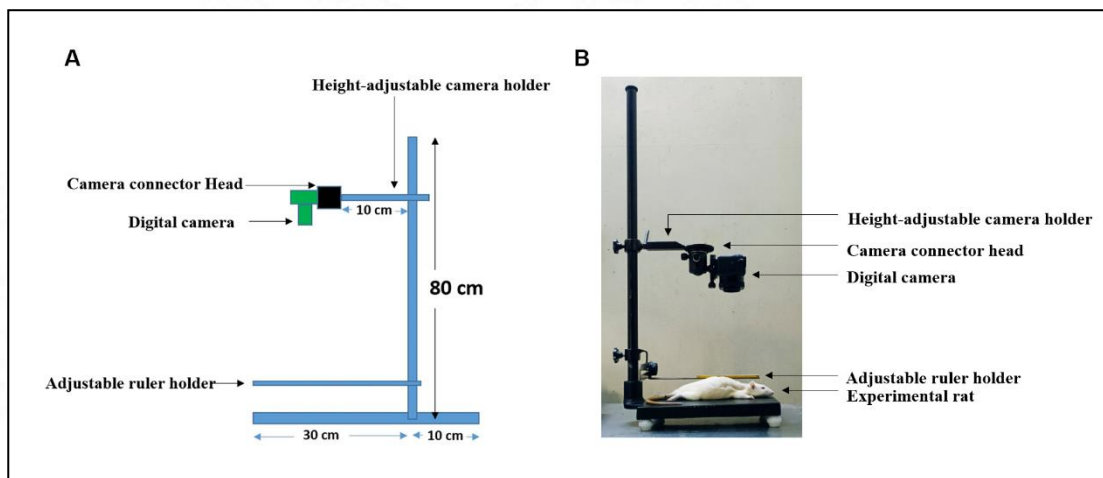 A
Height-adjustable camera holder
Camera connector Head
Digital camera
10 cm
80 cm
Adjustable ruler holder
30 cm
10 cm
B
Height-adjustable camera holder
Camera connector head
Digital camera
Adjustable ruler holder
Experimental rat